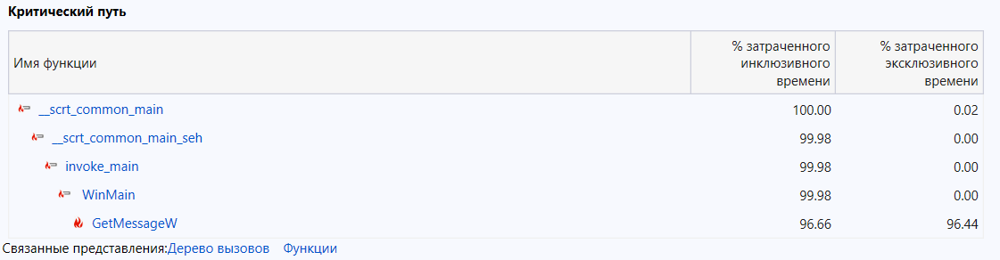 Критический путь
Имя функции
% затраченного инклюзивного времени
% затраченного эксклюзивного времени
__scrt_common_main 100.00 0.02
__scrt_common_main_seh 99.98 0.00
invoke_main 99.98 0.00
WinMain 99.98 0.00
GetMessageW 96.66 96.44
Связанные представления:Дерево вызовов Функции